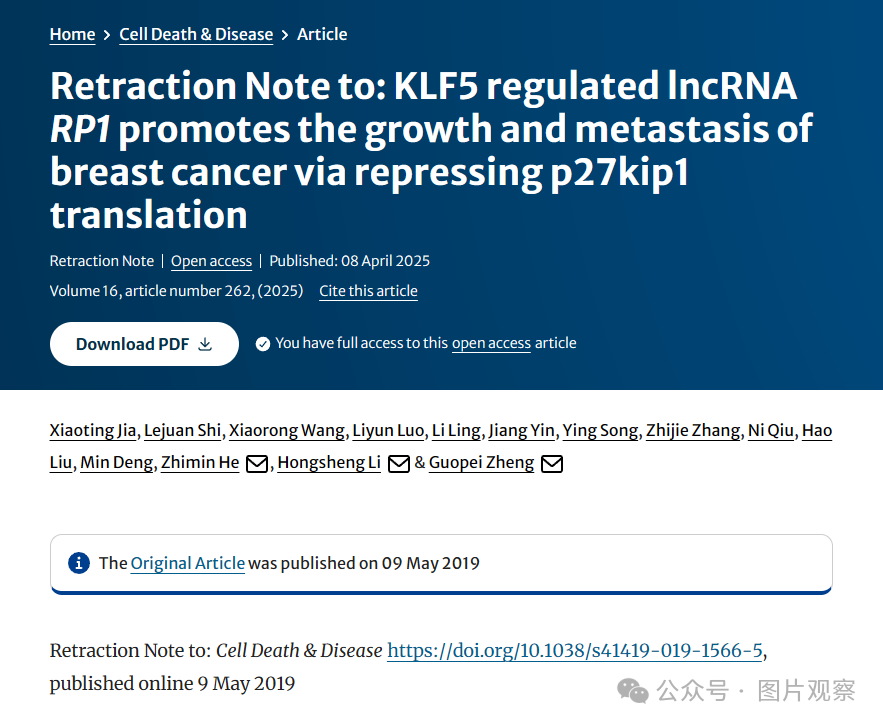 Home > Cell Death & Disease > Article
Retraction Note to: KLF5 regulated lncRNA
RP1 promotes the growth and metastasis of
breast cancer via repressing p27kip1
translation
Retraction Note | Open access | Published: 08 April 2025
Volume 16, article number 262, (2025) Cite this article
Download PDF
You have full access to this open access article
Xiaoting Jia, Lejuan Shi, Xiaorong Wang, Liyun Luo, Li Ling, Jiang Yin, Ying Song, Zhijie Zhang, Ni Qiu, Hao
Liu, Min Deng, Zhimin He, Hongsheng Li & Guopei Zheng
The Original Article was published on 09 May 2019
Retraction Note to: Cell Death & Disease https://doi.org/10.1038/s41419-019-1566-5,
published online 9 May 2019
公众号 · 图片观察